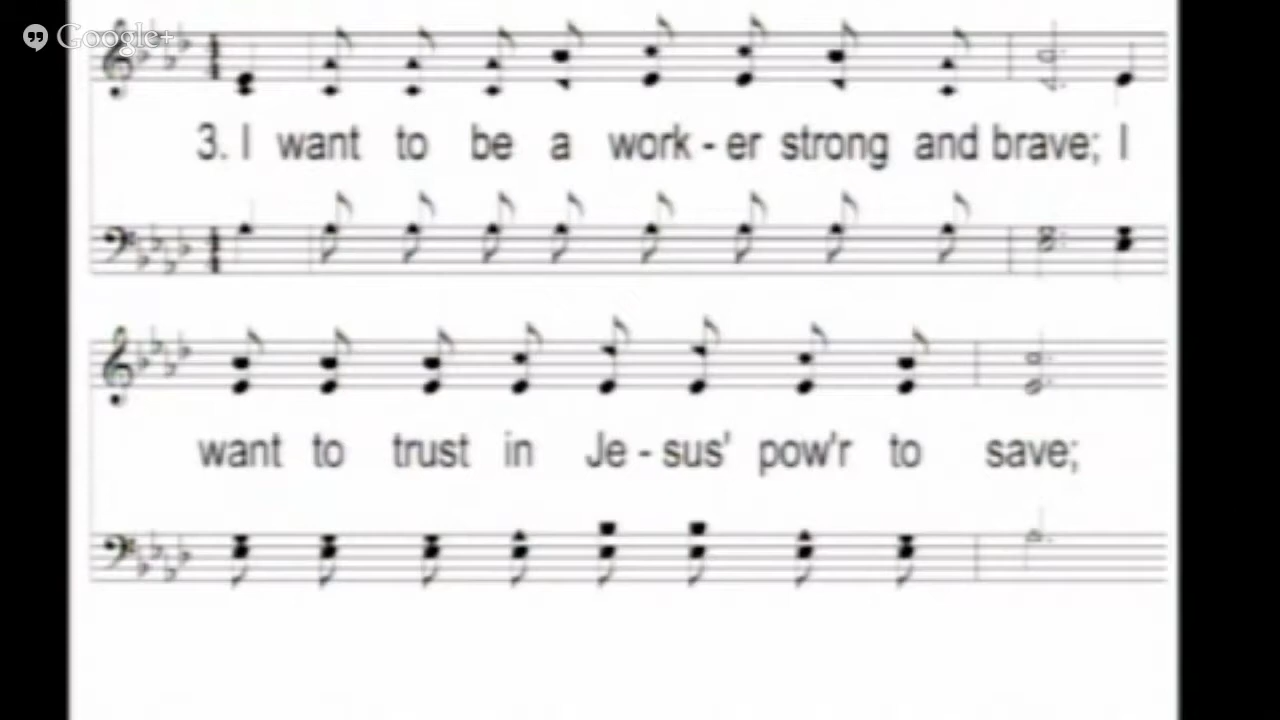 Google+
3. I want to be a work - er strong and brave; I
want to trust in Je - sus' pow'r to save;